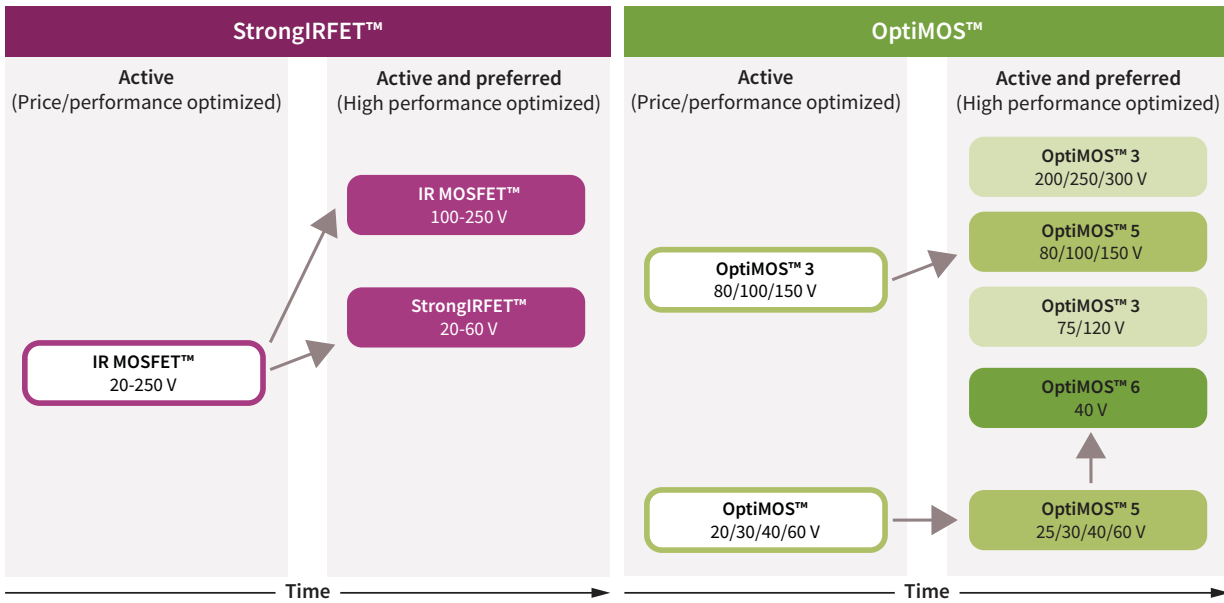 StrongIRFET™
Active
(Price/performance optimized)
Active and preferred
(High performance optimized)
IR MOSFET™
100-250 V
StrongIRFET™
20-60 V
IR MOSFET™
20-250 V
Time
OptiMOS™
Active
(Price/performance optimized)
Active and preferred
(High performance optimized)
OptiMOS™ 3
200/250/300 V
OptiMOS™ 5
80/100/150 V
OptiMOS™ 3
80/100/150 V
OptiMOS™ 3
75/120 V
OptiMOS™ 6
40 V
OptiMOS™
20/30/40/60 V
OptiMOS™ 5
25/30/40/60 V
Time